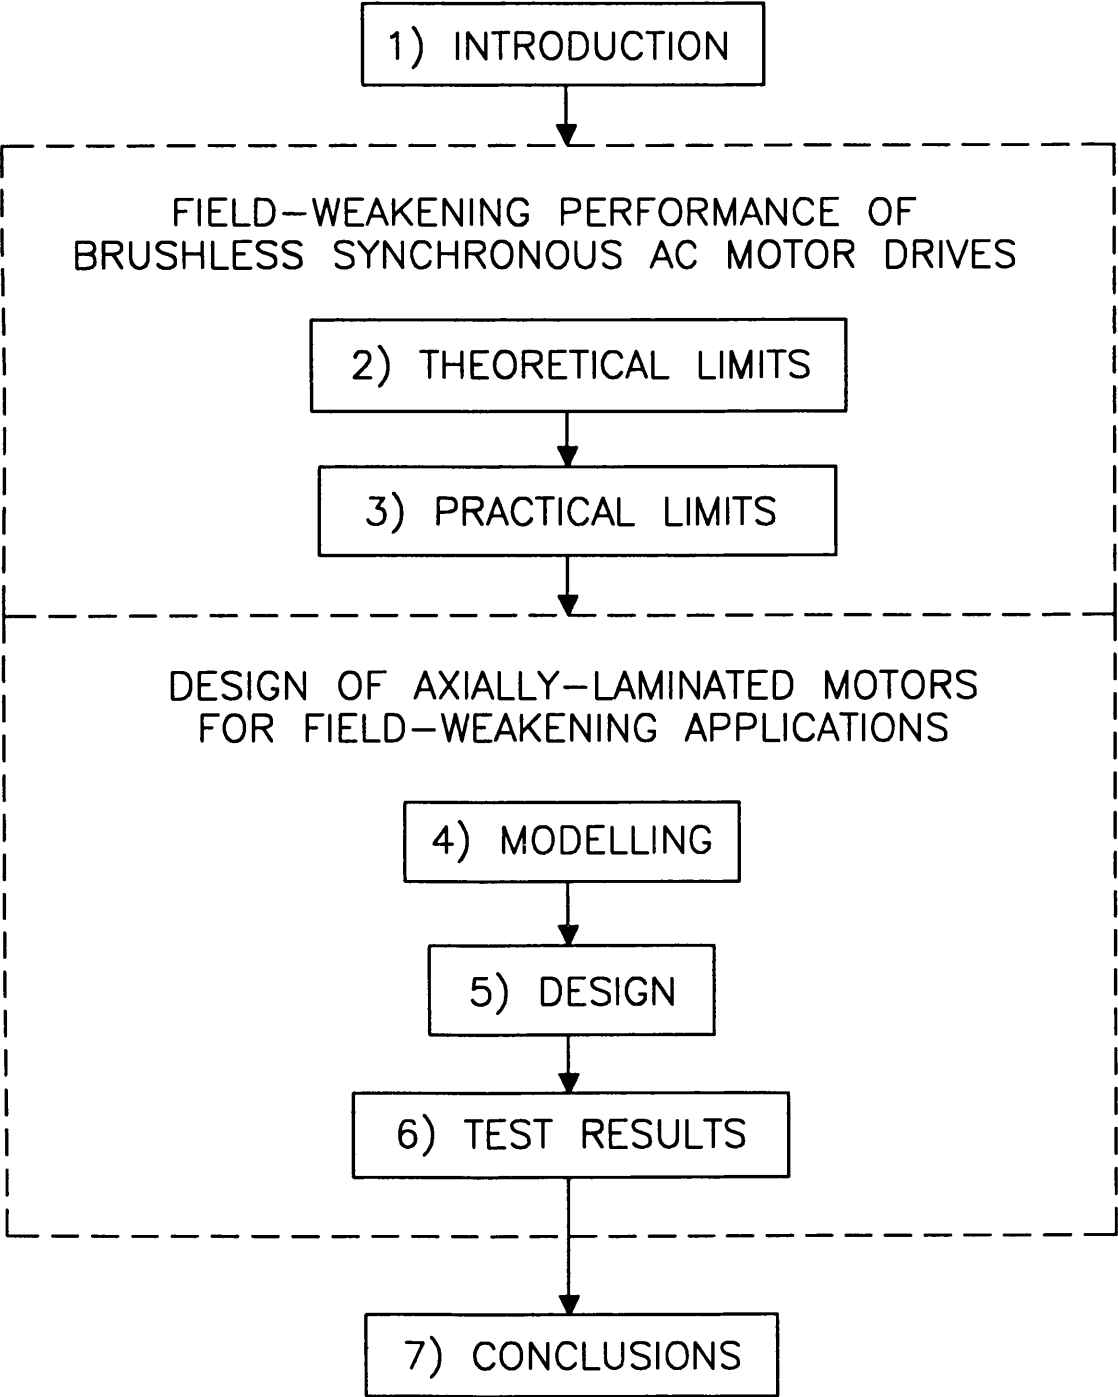 1) INTRODUCTION
FIELD-WEAKENING PERFORMANCE OF
BRUSHLESS SYNCHRONOUS AC MOTOR DRIVES
2) THEORETICAL LIMITS
3) PRACTICAL LIMITS
DESIGN OF AXIALLY-LAMINATED MOTORS
FOR FIELD-WEAKENING APPLICATIONS
4) MODELLING
5) DESIGN
6) TEST RESULTS
7) CONCLUSIONS